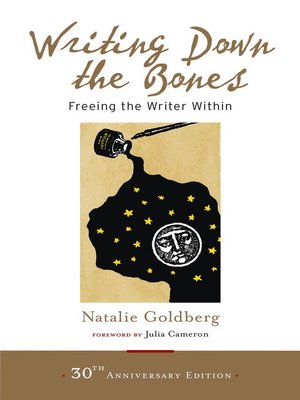 Writing Down
the Bones
Freeing the Writer Within
Natalie Goldberg
FOREWORD BY Julia Cameron
· 30TH ANNIVERSARY EDITION ·